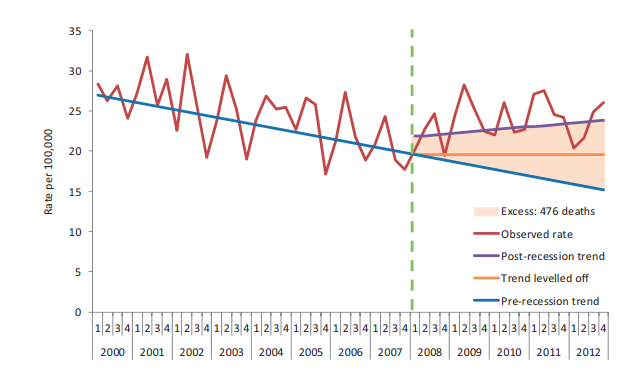 35
30
25
20
15
10
5
0
Rate per 100,000
Excess: 476 deaths
Observed rate
Post-recession trend
Trend levelled off
Pre-recession trend
1 2 3 4 1 2 3 4 1 2 3 4 1 2 3 4 1 2 3 4 1 2 3 4 1 2 3 4 1 2 3 4 1 2 3 4 1 2 3 4 1 2 3 4 1 2 3 4 1 2 3 4
2000 2001 2002 2003 2004 2005 2006 2007 2008 2009 2010 2011 2012